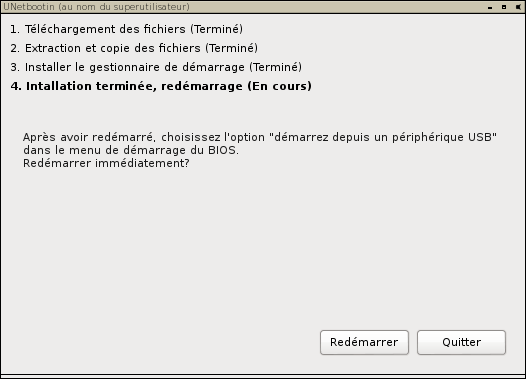 UNetbootin (au nom du superutilisateur)
1. Téléchargement des fichiers (Terminé)
2. Extraction et copie des fichiers (Terminé)
3. Installer le gestionnaire de démarrage (Terminé)
4. Intallation terminée, redémarrage (En cours)
Après avoir redémarré, choisissez l'option "démarrez depuis un périphérique USB"
dans le menu de démarrage du BIOS.
Redémarrer immédiatement?
Redémarrer
Quitter